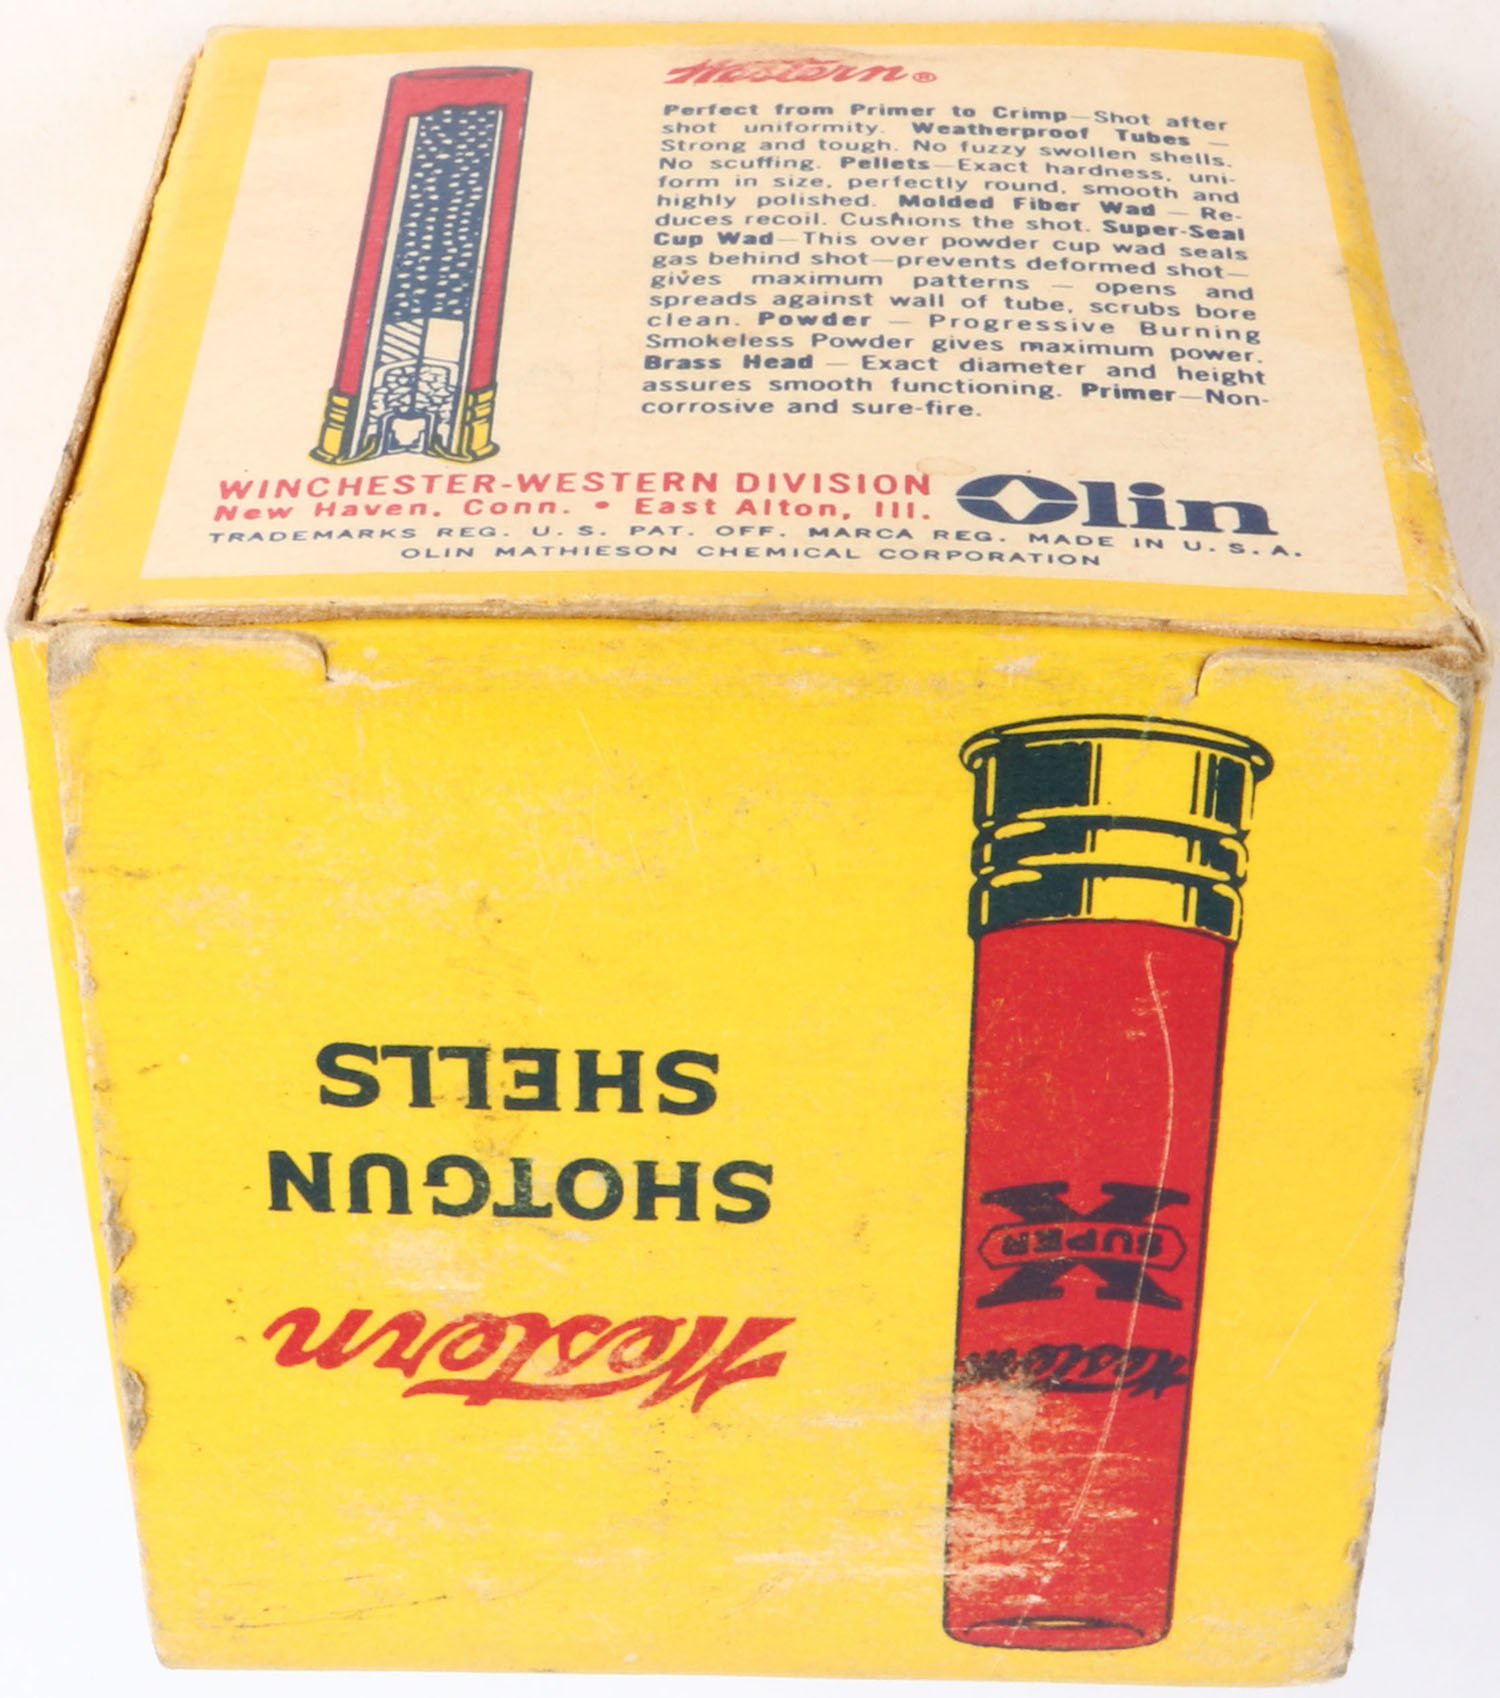 Western®
Perfect from Primer to Crimp—Shot after
shot uniformity. Weatherproof Tubes —
Strong and tough. No fuzzy swollen shells.
No scuffing. Pellets—Exact hardness, uni-
form in size, perfectly round, smooth and
highly polished. Molded Fiber Wad — Re-
duces recoil. Cushions the shot. Super-Seal
Cup Wad—This over powder cup wad seals
gas behind shot—prevents deformed shot—
gives maximum patterns — opens and
spreads against wall of tube, scrubs bore
clean. Powder — Progressive Burning
Smokeless Powder gives maximum power.
Brass Head — Exact diameter and height
assures smooth functioning. Primer—Non-
corrosive and sure-fire.
WINCHESTER-WESTERN DIVISION
New Haven, Conn. • East Alton, Ill.
Olin
TRADEMARKS REG. U. S. PAT. OFF. MARCA REG. MADE IN U. S. A.
OLIN MATHIESON CHEMICAL CORPORATION
Western
SHOTGUN
SHELLS
Western
SUPER X